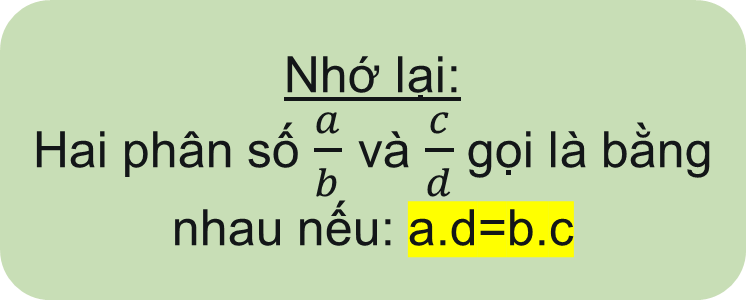 Nhớ lại:
Hai phân số a/b và c/d gọi là bằng
nhau nếu: a.d=b.c